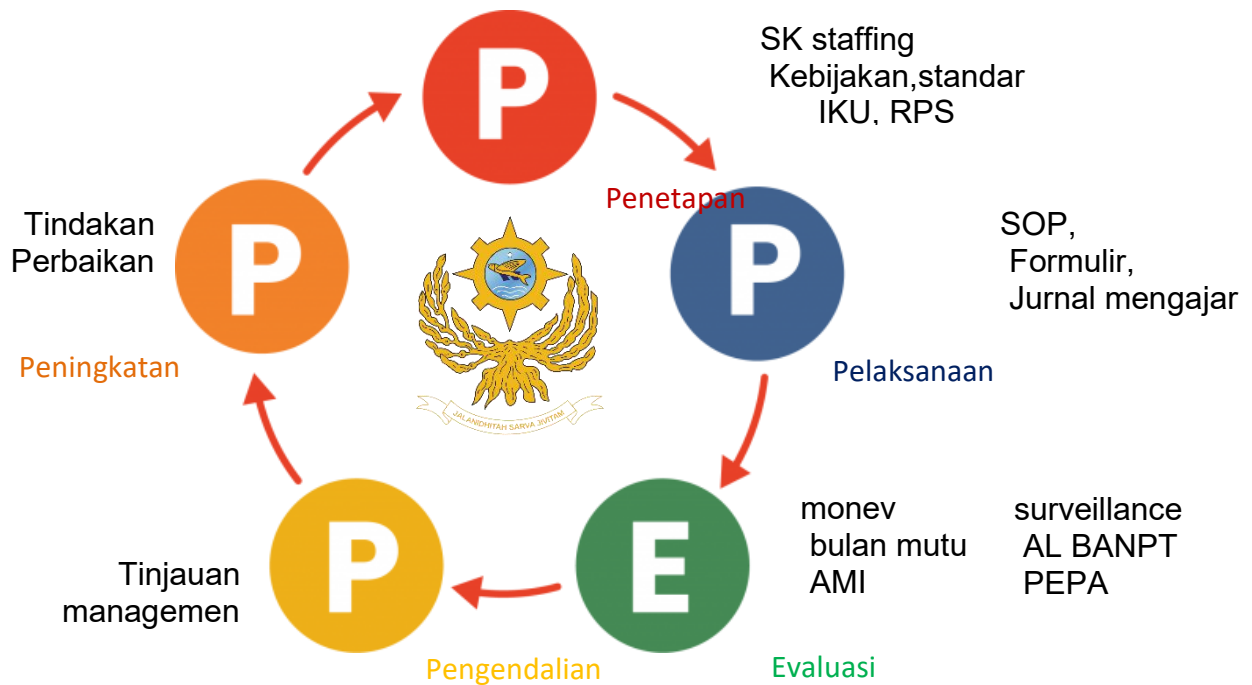 P
SK staffing
Kebijakan,standar
IKU, RPS
Penetapan
P
SOP,
Formulir,
Jurnal mengajar
Pelaksanaan
E
monev
bulan mutu
AMI
surveillance
AL BANPT
PEPA
Evaluasi
P
Tinjauan
managemen
Pengendalian
P
Tindakan
Perbaikan
Peningkatan
JALANIDHITAH SARVA JIVITAM